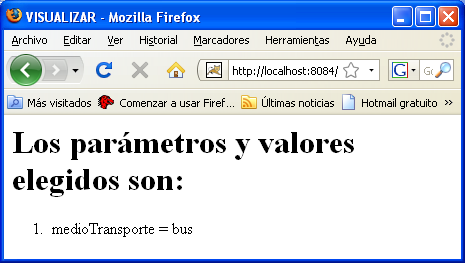 VISUALIZAR - Mozilla Firefox
Archivo Editar Ver Historial Marcadores Herramientas Ayuda
http://localhost:8084/ G Go
Más visitados Comenzar a usar Firef... Últimas noticias Hotmail gratuito »
Los parámetros y valores
elegidos son:
1. medioTransporte = bus